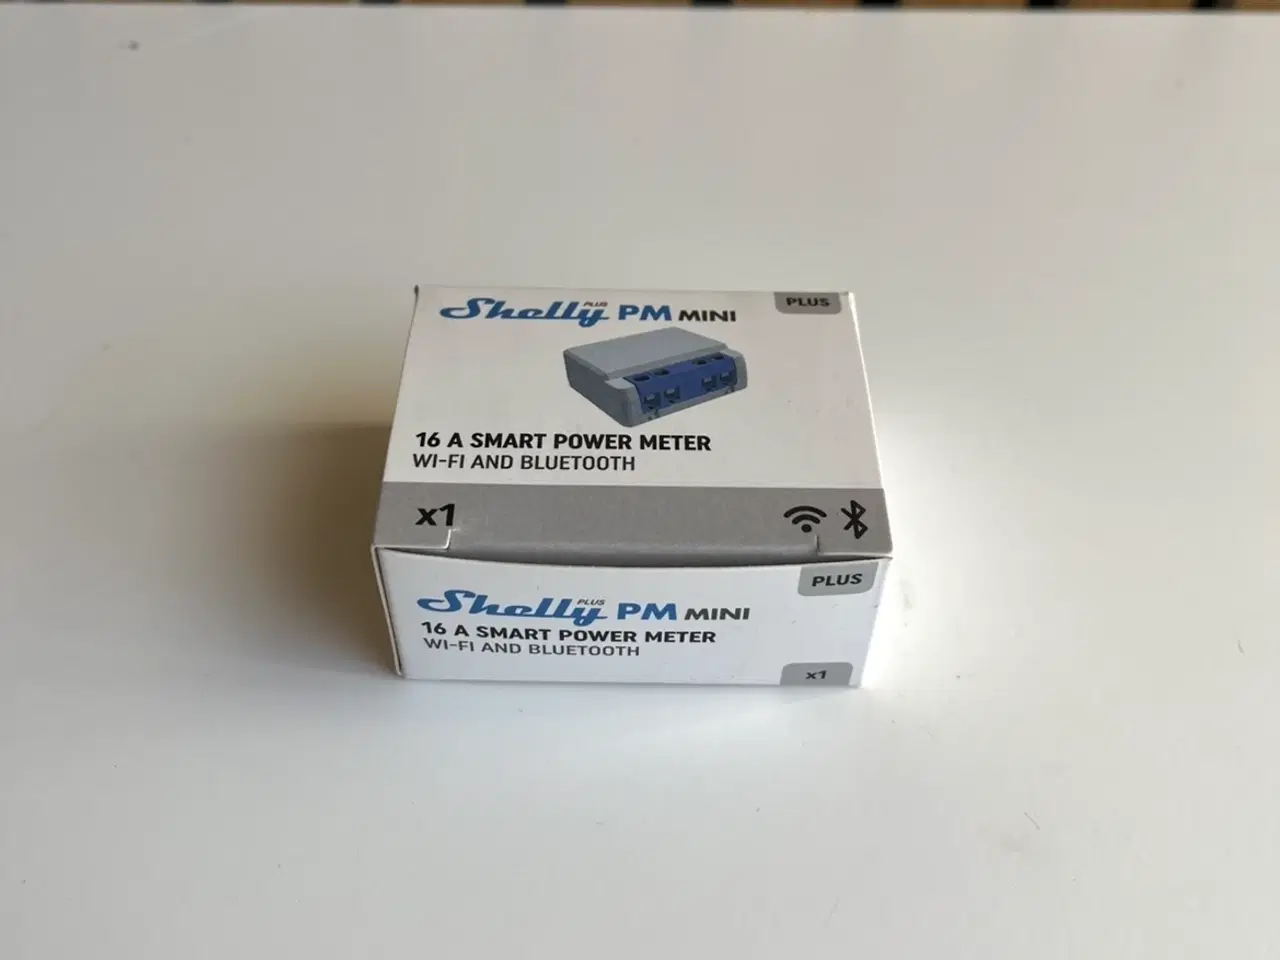 Shelly PLUS PM MINI
PLUS
16 A SMART POWER METER
WI-FI AND BLUETOOTH
x1
PLUS
Shelly PLUS PM MINI
16 A SMART POWER METER
WI-FI AND BLUETOOTH
x1